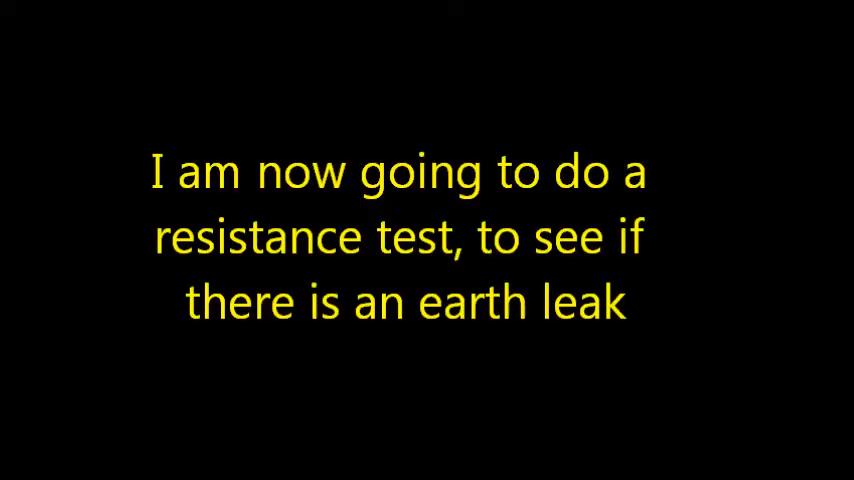 I am now going to do a
resistance test, to see if
there is an earth leak